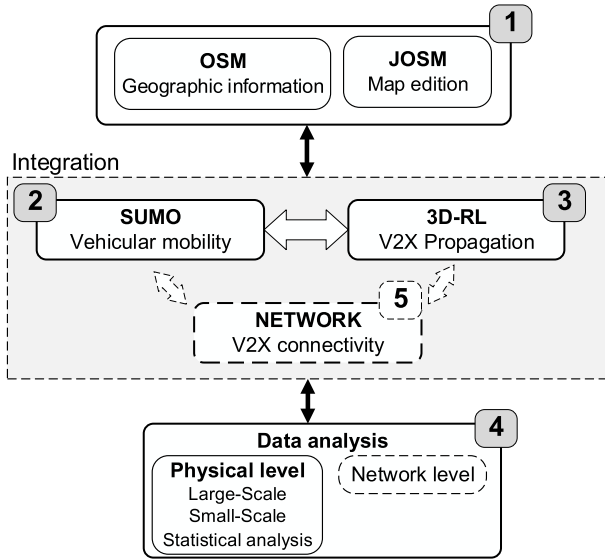 1
OSM
Geographic information
JOSM
Map edition
Integration
2
SUMO
Vehicular mobility
3
3D-RL
V2X Propagation
5
NETWORK
V2X connectivity
4
Data analysis
Physical level
Large-Scale
Small-Scale
Statistical analysis
Network level